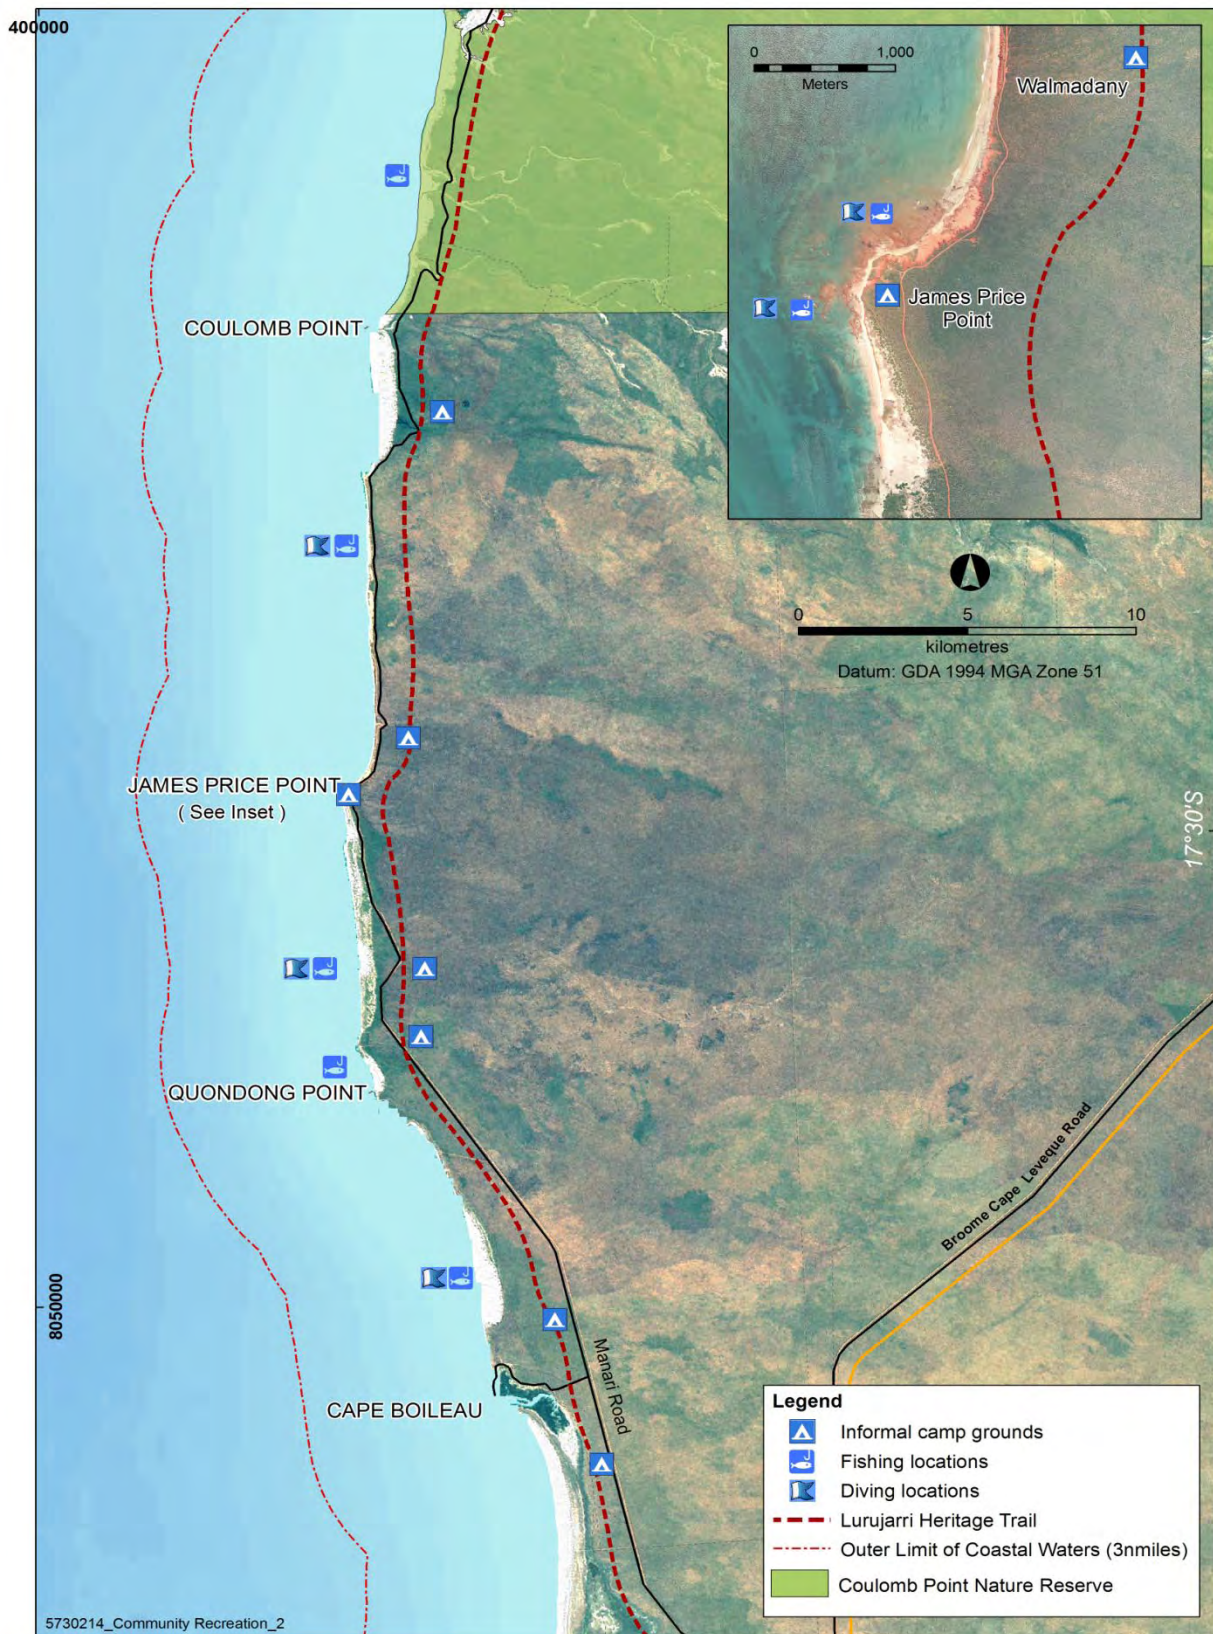 400000
0 1,000
Meters
Walmadany
James Price
Point
COULOMB POINT
0 5 10
kilometres
Datum: GDA 1994 MGA Zone 51
JAMES PRICE POINT
( See Inset )
17°30'S
QUONDONG POINT
Broome Cape Leveque Road
8050000
Manari Road
CAPE BOILEAU
Legend
Informal camp grounds
Fishing locations
Diving locations
Lurujarri Heritage Trail
Outer Limit of Coastal Waters (3nmiles)
Coulomb Point Nature Reserve
5730214_Community Recreation_2